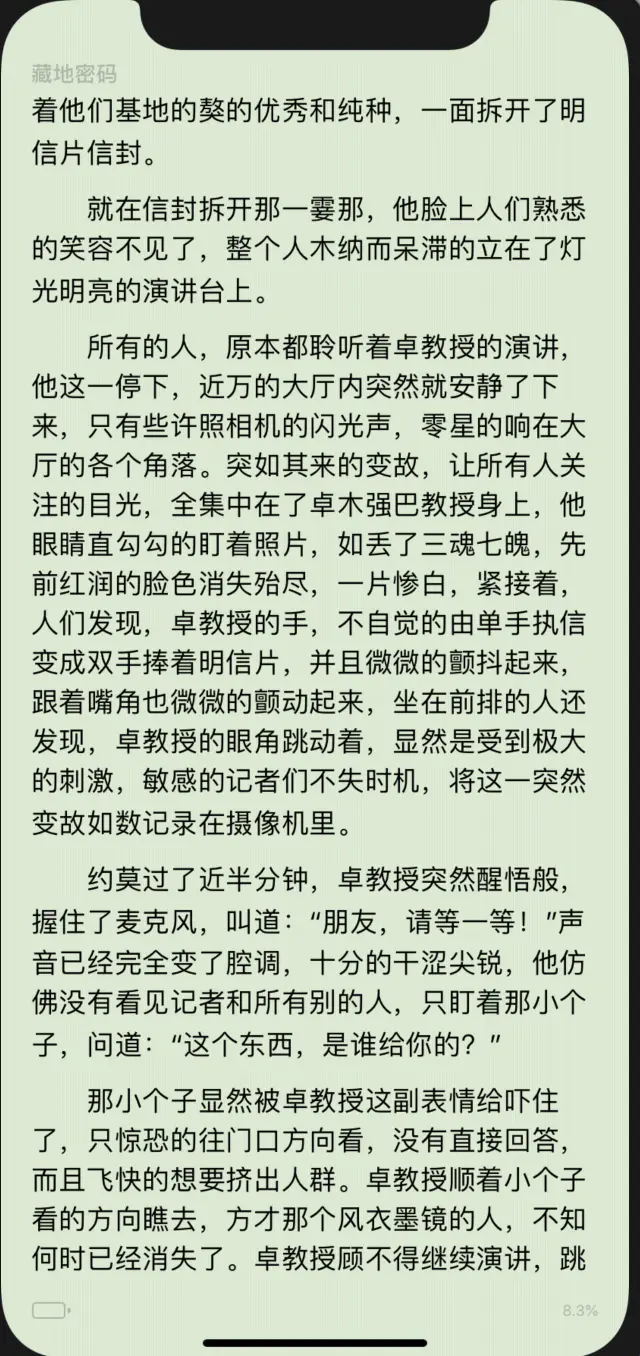 藏地密码
着他们基地的獒的优秀和纯种，一面拆开了明
信片信封。
就在信封拆开那一霎那，他脸上人们熟悉
的笑容不见了，整个人木纳而呆滞的立在了灯
光明亮的演讲台上。
所有的人，原本都聆听着卓教授的演讲，
他这一停下，近万的大厅内突然就安静了下
来，只有些许照相机的闪光声，零星的响在大
厅的各个角落。突如其来的变故，让所有人关
注的目光，全集中在了卓木强巴教授身上，他
眼睛直勾勾的盯着照片，如丢了三魂七魄，先
前红润的脸色消失殆尽，一片惨白，紧接着，
人们发现，卓教授的手，不自觉的由单手执信
变成双手捧着明信片，并且微微的颤抖起来，
跟着嘴角也微微的颤动起来，坐在前排的人还
发现，卓教授的眼角跳动着，显然是受到极大
的刺激，敏感的记者们不失时机，将这一突然
变故如数记录在摄像机里。
约莫过了近半分钟，卓教授突然醒悟般，
握住了麦克风，叫道：“朋友，请等一等！”声
音已经完全变了腔调，十分的干涩尖锐，他仿
佛没有看见记者和所有别的人，只盯着那小个
子，问道：“这个东西，是谁给你的？”
那小个子显然被卓教授这副表情给吓住
了，只惊恐的往门口方向看，没有直接回答，
而且飞快的想要挤出人群。卓教授顺着小个子
看的方向瞧去，方才那个风衣墨镜的人，不知
何时已经消失了。卓教授顾不得继续演讲，跳
8.3%